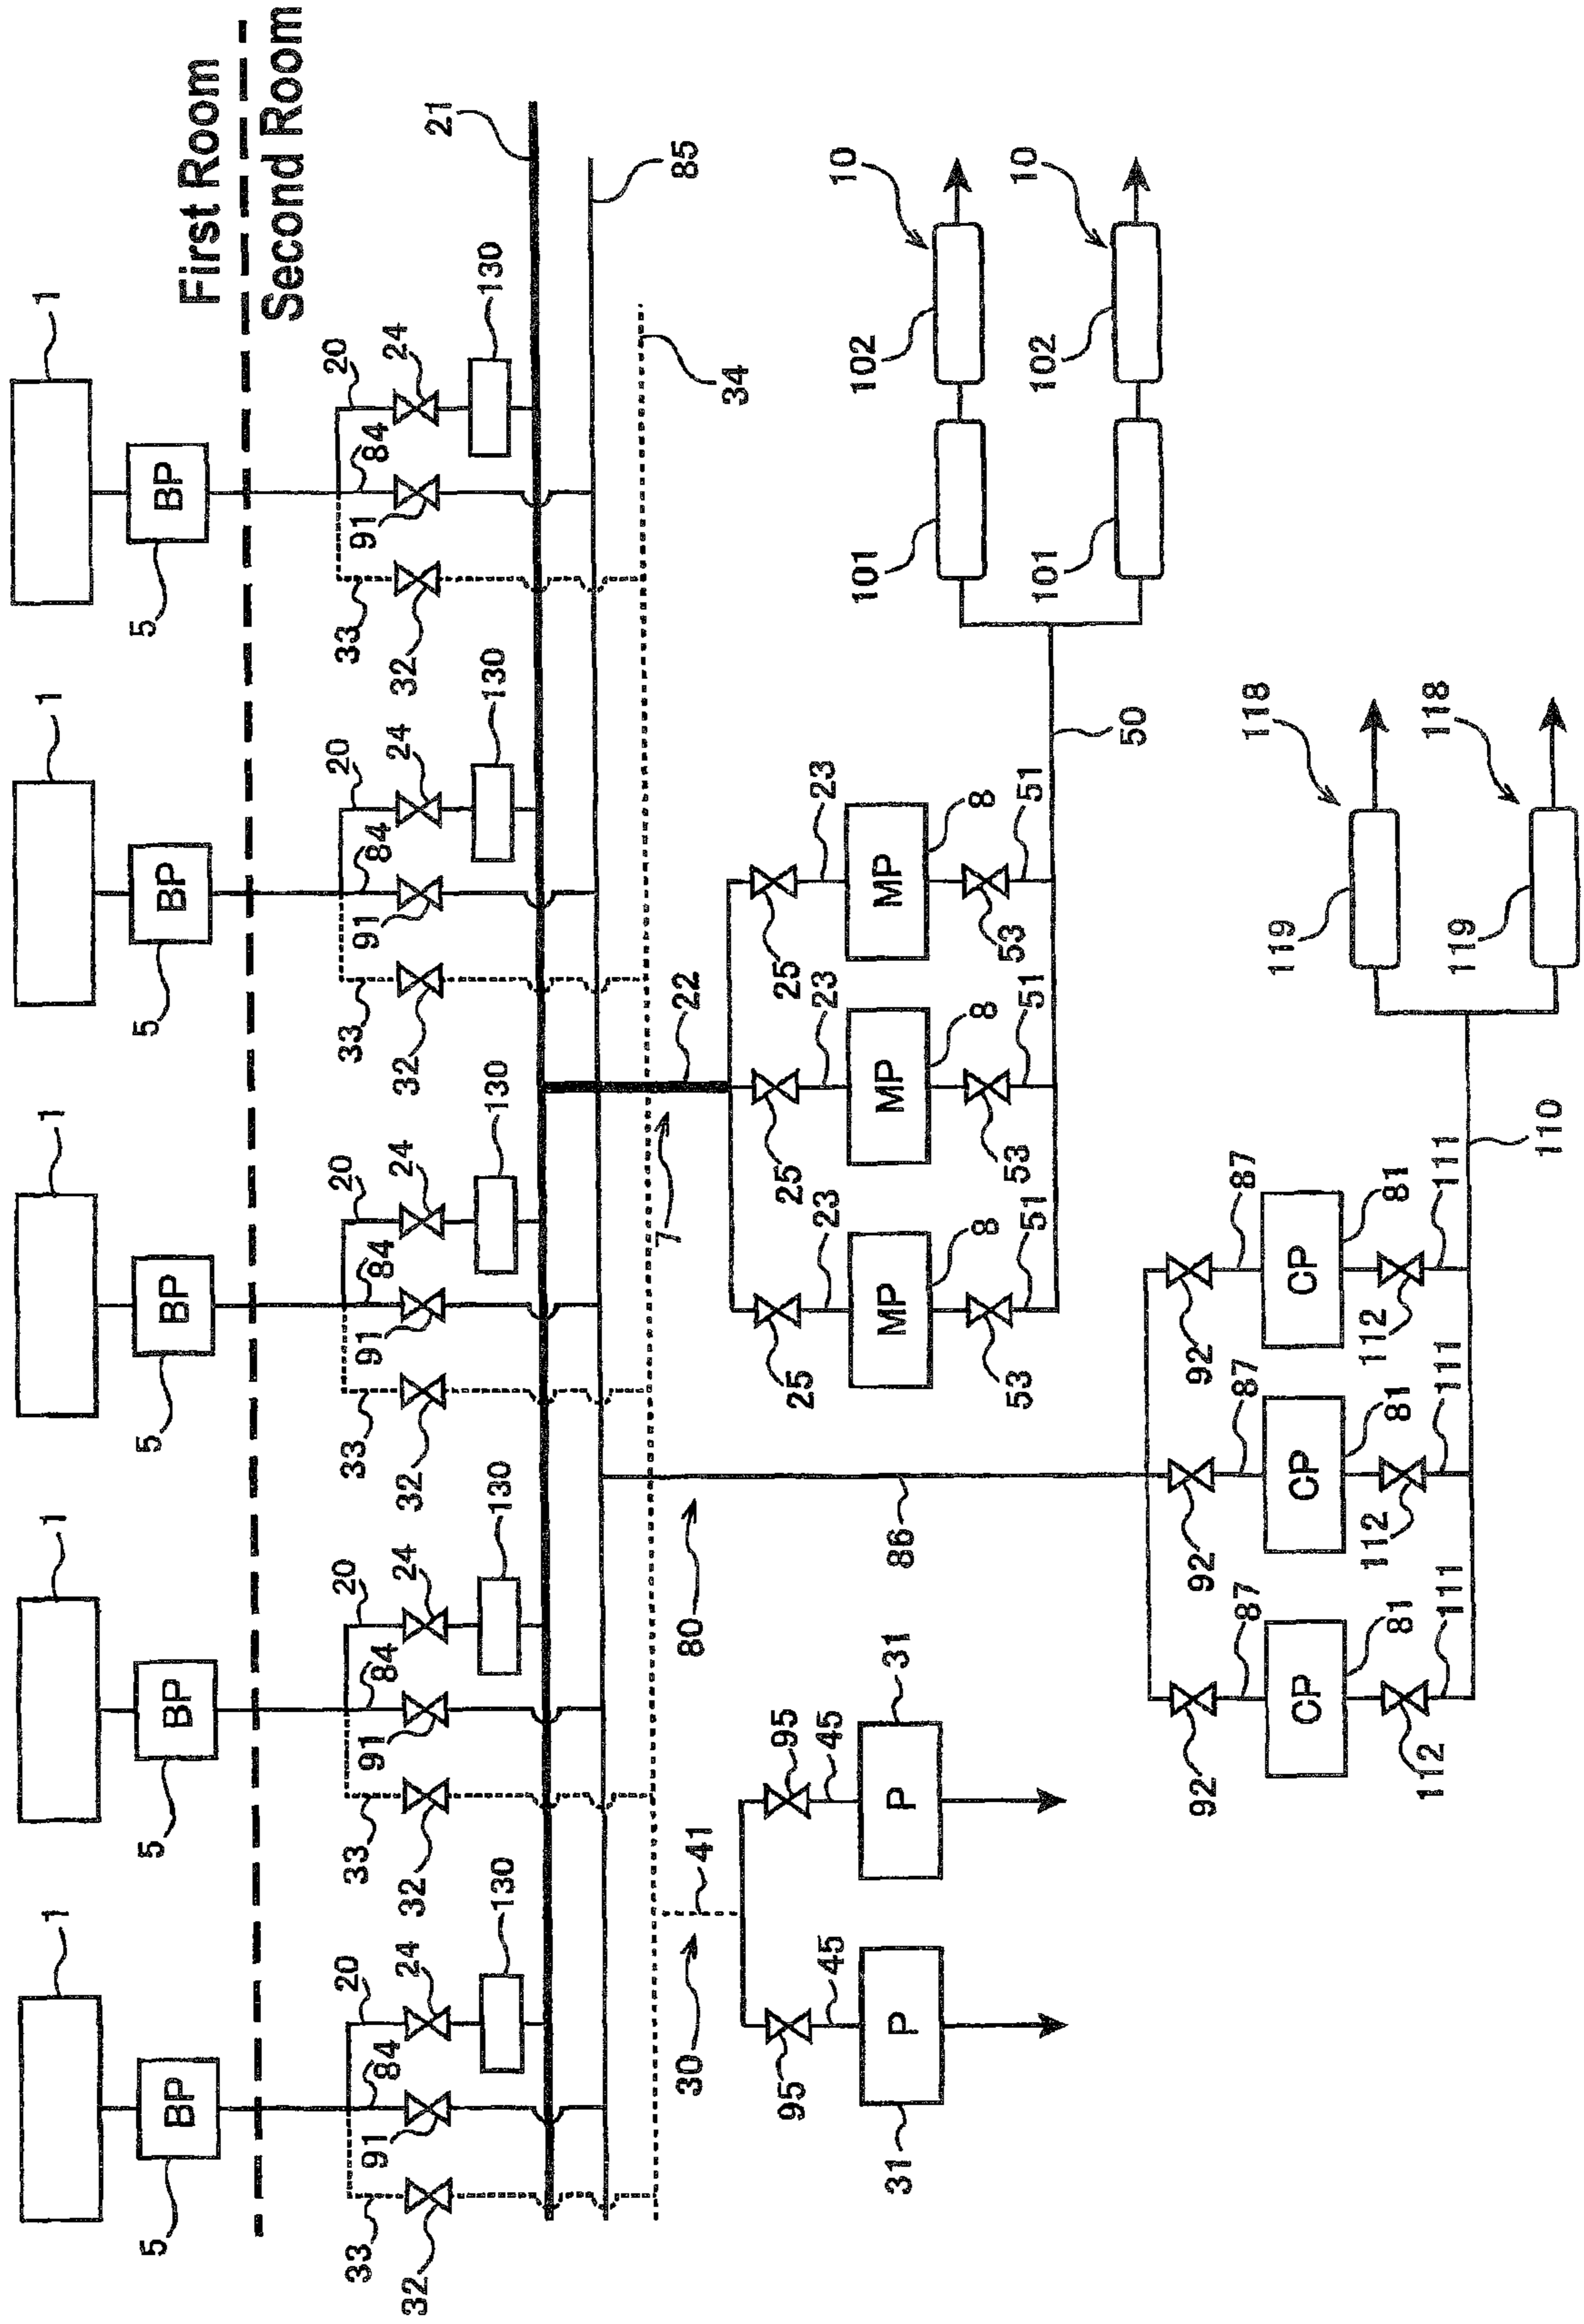 1 1 1 1 1
5 5 5 5 5
BP BP BP BP BP
First Room
Second Room
33 20 33 20 33 20 33 20 33 20
91 84 91 84 91 84 91 84 91 84
32 24 32 24 32 24 32 24 32 24
130 130 130 130 130
21
85
7 22
34
30 41 80
95 95 25 25 25
45 45 23 23 23
31 31 86
P P MP MP MP
8 8 8
53 53 53
51 51 51
50
101 102 10
101 102 10
92 92 92
87 87 87
CP CP CP
81 81 81
112 112 112
111 111 111
110
119 118
119 118